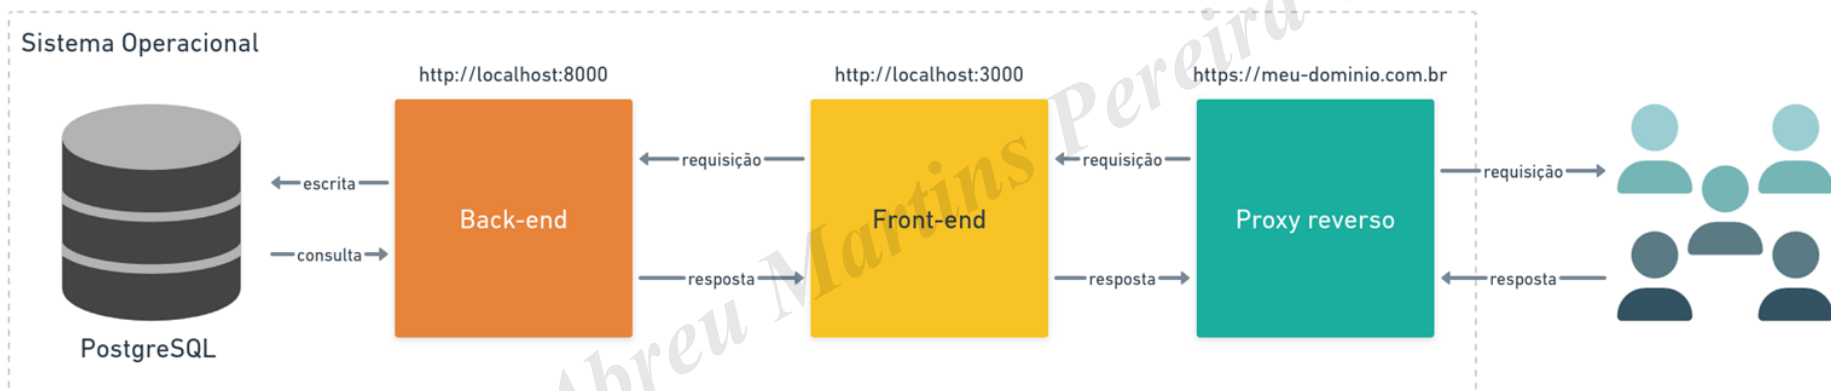 Sistema Operacional
http://localhost:8000
http://localhost:3000
https://meu-dominio.com.br
requisição
requisição
requisição
escrita
Back-end
Front-end
Proxy reverso
consulta
resposta
resposta
resposta
PostgreSQL
Abreu Martins Pereira